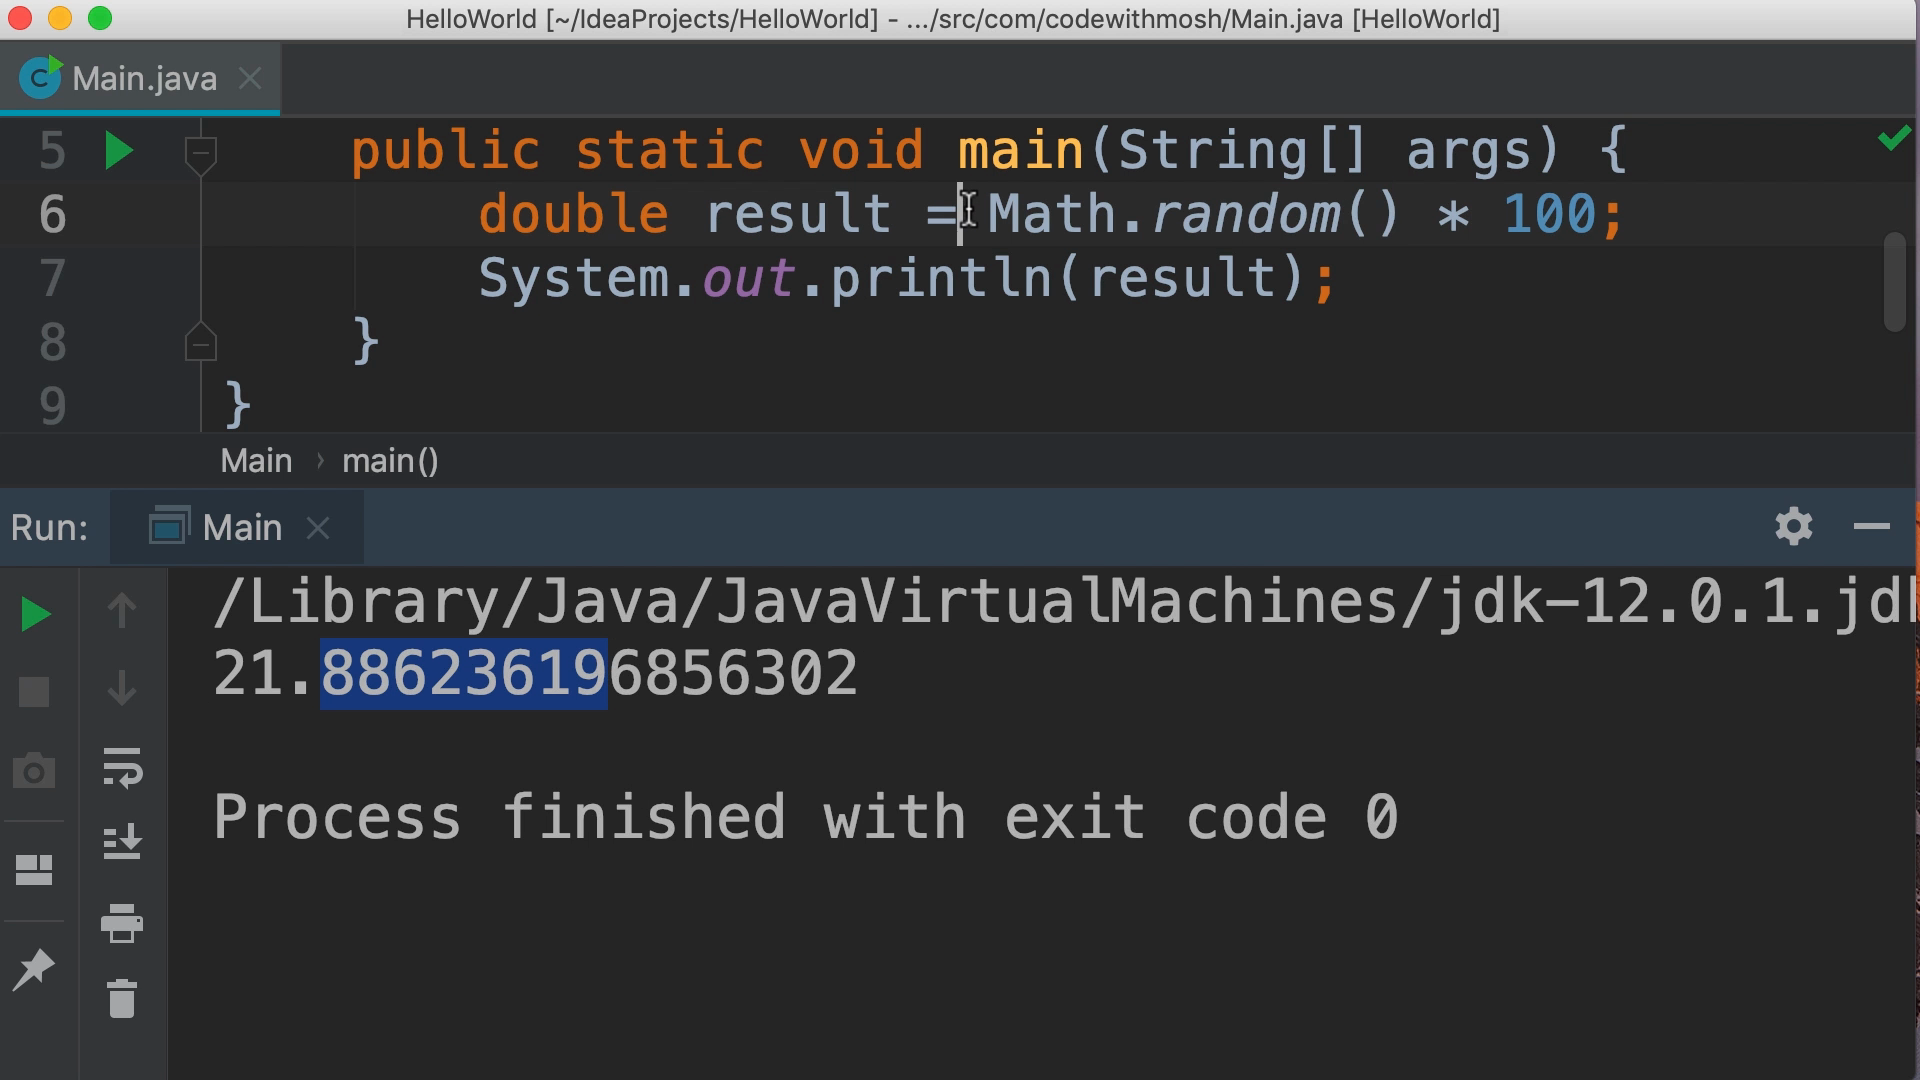 HelloWorld [~/IdeaProjects/HelloWorld] - .../src/com/codewithmosh/Main.java [HelloWorld]
Main.java
5 public static void main(String[] args) {
6 double result = Math.random() * 100;
7 System.out.println(result);
8 }
9 }
Main › main()
Run: Main
/Library/Java/JavaVirtualMachines/jdk-12.0.1.jdk
21.886236196856302
Process finished with exit code 0